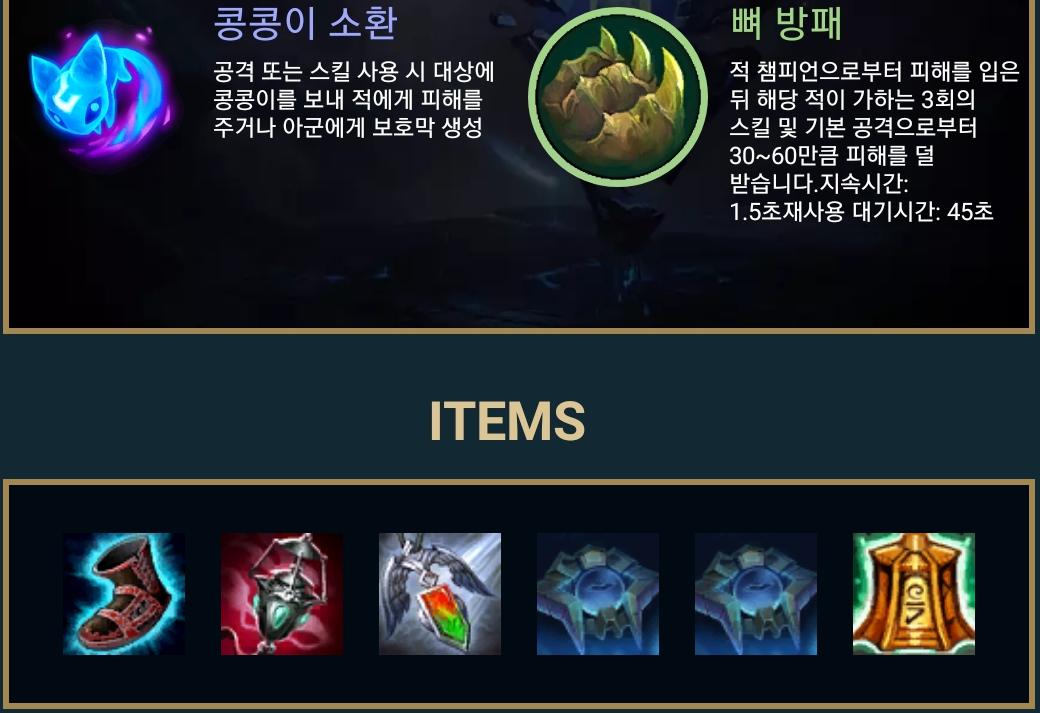 콩콩이 소환
공격 또는 스킬 사용 시 대상에
콩콩이를 보내 적에게 피해를
주거나 아군에게 보호막 생성
뼈 방패
적 챔피언으로부터 피해를 입은
뒤 해당 적이 가하는 3회의
스킬 및 기본 공격으로부터
30~60만큼 피해를 덜
받습니다.지속시간:
1.5초재사용 대기시간: 45초
ITEMS